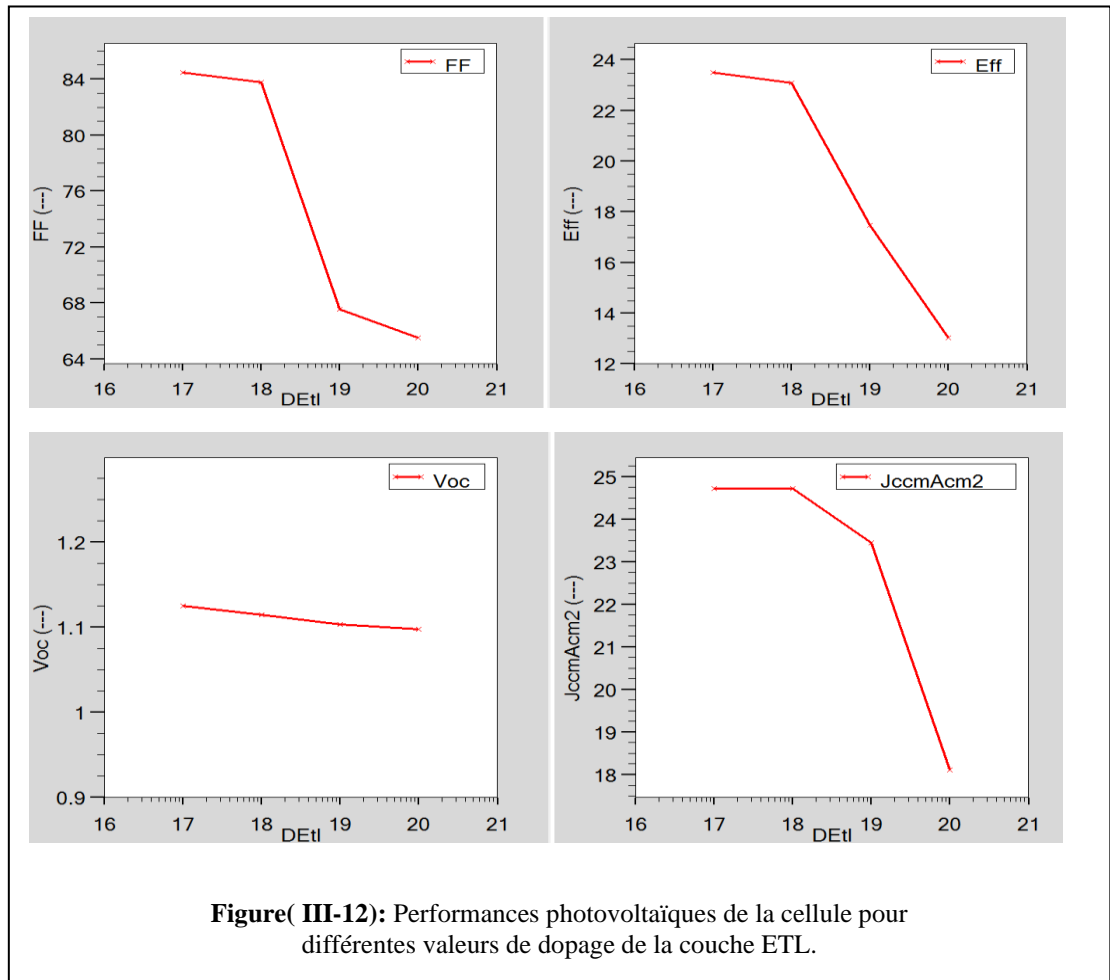 FF
84
80
76
72
68
64
FF (---)
16 17 18 19 20 21
DEtl
Eff
24
22
20
18
16
14
12
Eff (---)
16 17 18 19 20 21
DEtl
Voc
1.2
1.1
1
0.9
Voc (---)
16 17 18 19 20 21
DEtl
JccmAcm2
25
24
23
22
21
20
19
18
JccmAcm2 (---)
16 17 18 19 20 21
DEtl
Figure( III-12): Performances photovoltaïques de la cellule pour
différentes valeurs de dopage de la couche ETL.